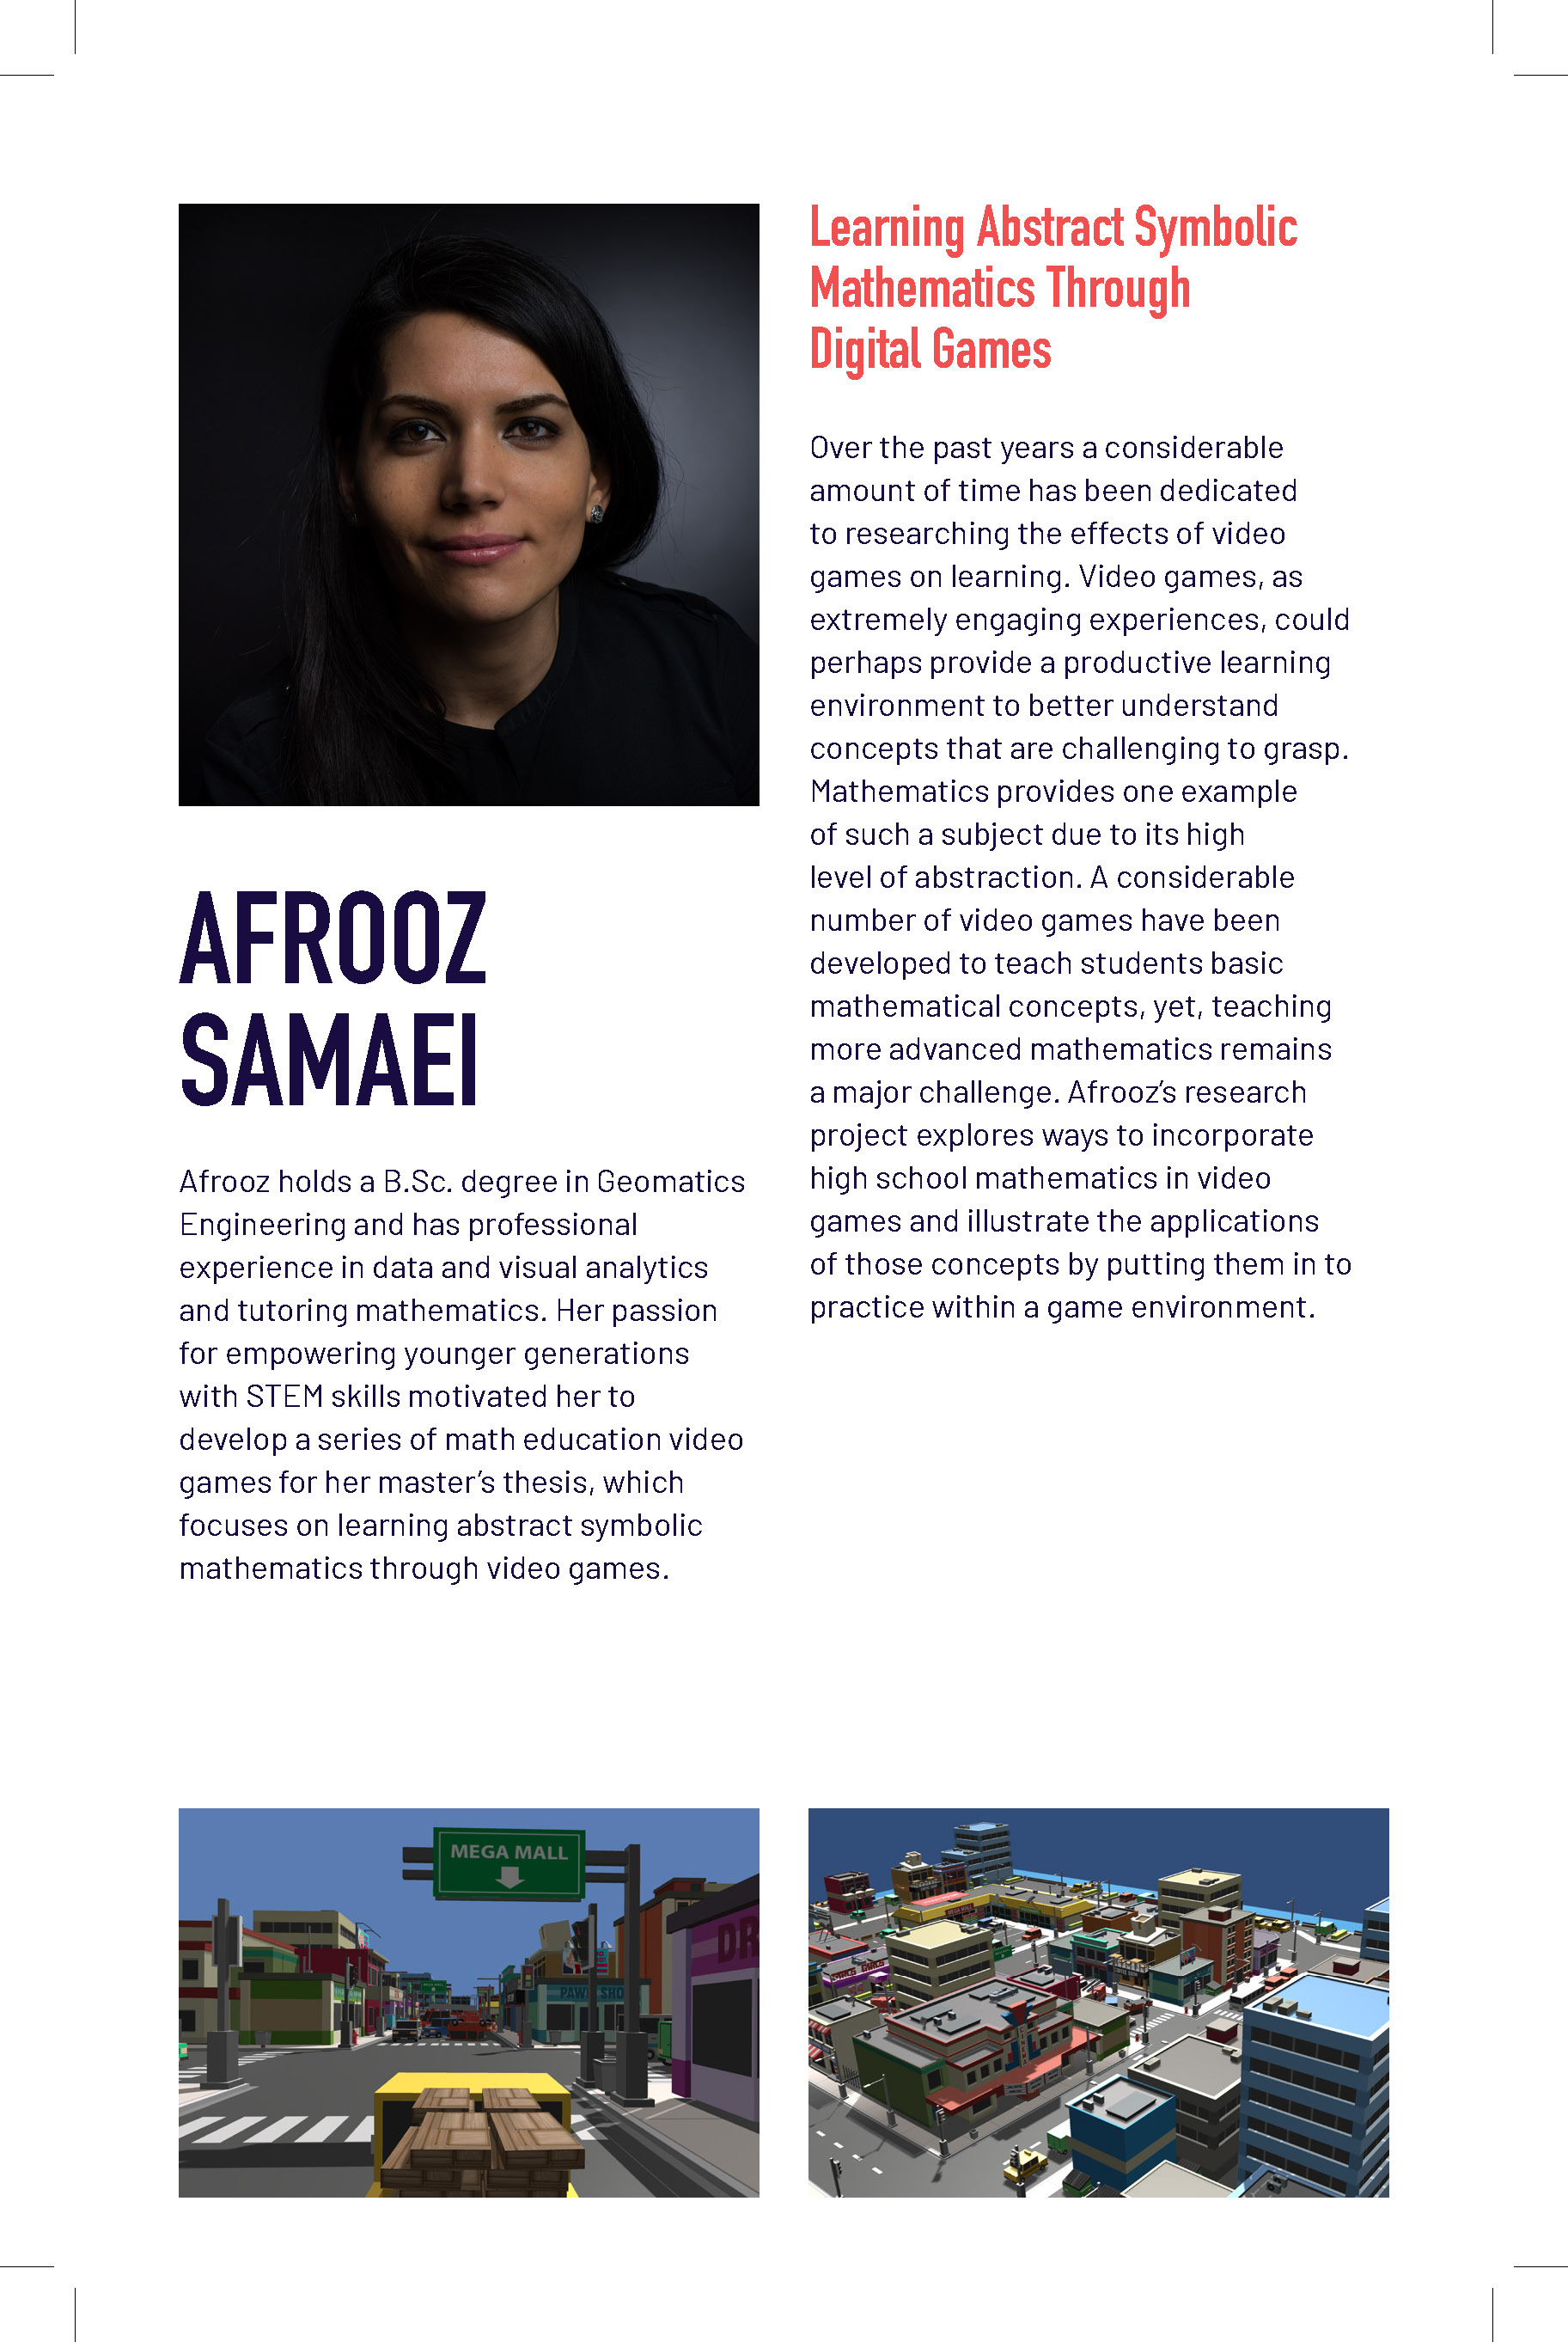 AFROOZ
SAMAEI
Afrooz holds a B.Sc. degree in Geomatics
Engineering and has professional
experience in data and visual analytics
and tutoring mathematics. Her passion
for empowering younger generations
with STEM skills motivated her to
develop a series of math education video
games for her master’s thesis, which
focuses on learning abstract symbolic
mathematics through video games.
Learning Abstract Symbolic
Mathematics Through
Digital Games
Over the past years a considerable
amount of time has been dedicated
to researching the effects of video
games on learning. Video games, as
extremely engaging experiences, could
perhaps provide a productive learning
environment to better understand
concepts that are challenging to grasp.
Mathematics provides one example
of such a subject due to its high
level of abstraction. A considerable
number of video games have been
developed to teach students basic
mathematical concepts, yet, teaching
more advanced mathematics remains
a major challenge. Afrooz’s research
project explores ways to incorporate
high school mathematics in video
games and illustrate the applications
of those concepts by putting them in to
practice within a game environment.
MEGA MALL
DR
PAWN SHO
MEGA MALL
CINEMA